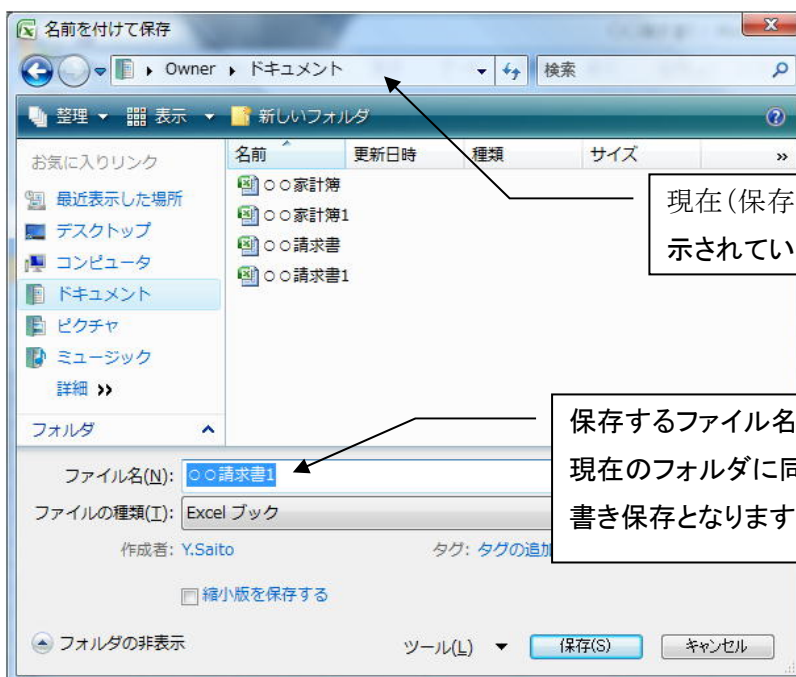 名前を付けて保存
Owner ▸ ドキュメント
検索
整理 表示 新しいフォルダ
お気に入りリンク
最近表示した場所
デスクトップ
コンピュータ
ドキュメント
ピクチャ
ミュージック
詳細 »
フォルダ
名前 更新日時 種類 サイズ »
○○家計簿
○○家計簿1
○○請求書
○○請求書1
現在(保存
示されてい
保存するファイル名
現在のフォルダに同
書き保存となります
ファイル名(N): ○○請求書1
ファイルの種類(T): Excel ブック
作成者: Y.Saito タグ: タグの追加
縮小版を保存する
フォルダの非表示 ツール(L) 保存(S) キャンセル